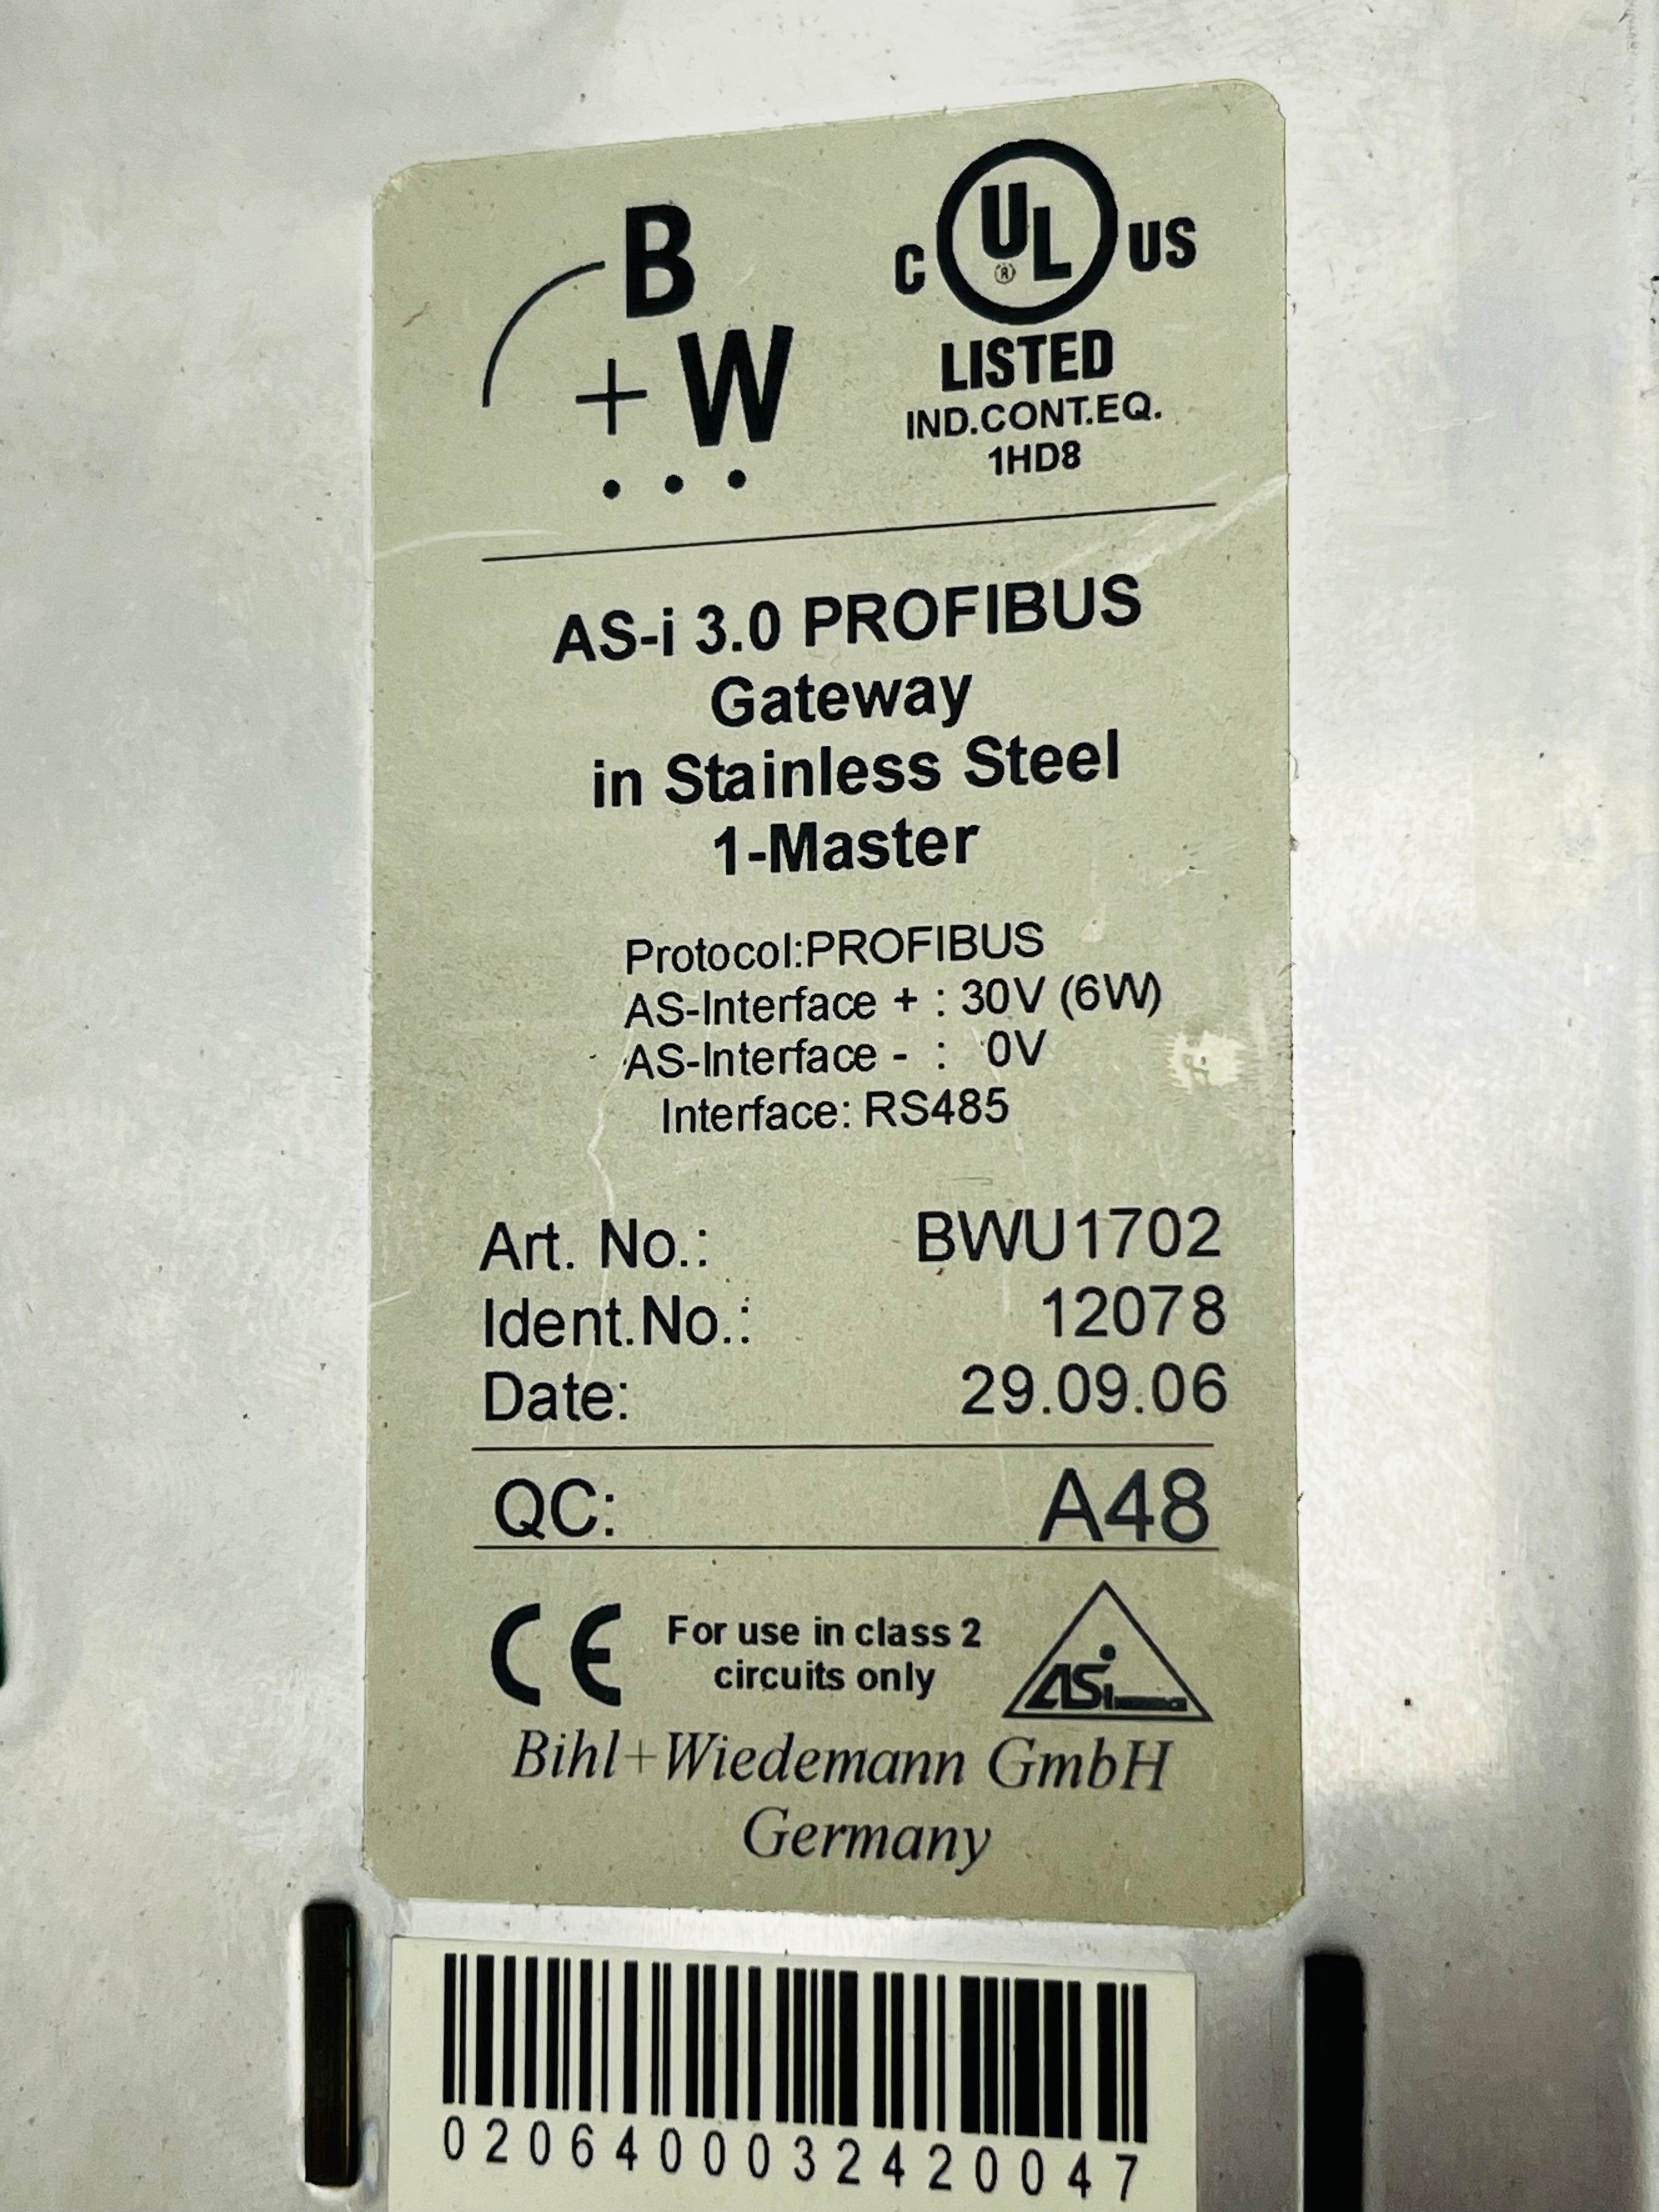 B
+W
C UL® US
LISTED
IND.CONT.EQ.
1HD8
AS-i 3.0 PROFIBUS
Gateway
in Stainless Steel
1-Master
Protocol:PROFIBUS
AS-Interface + : 30V (6W)
AS-Interface - : 0V
Interface: RS485
Art. No.: BWU1702
Ident.No.: 12078
Date: 29.09.06
QC: A48
CE
For use in class 2
circuits only
ASi
Bihl+Wiedemann GmbH
Germany
0206400032420047